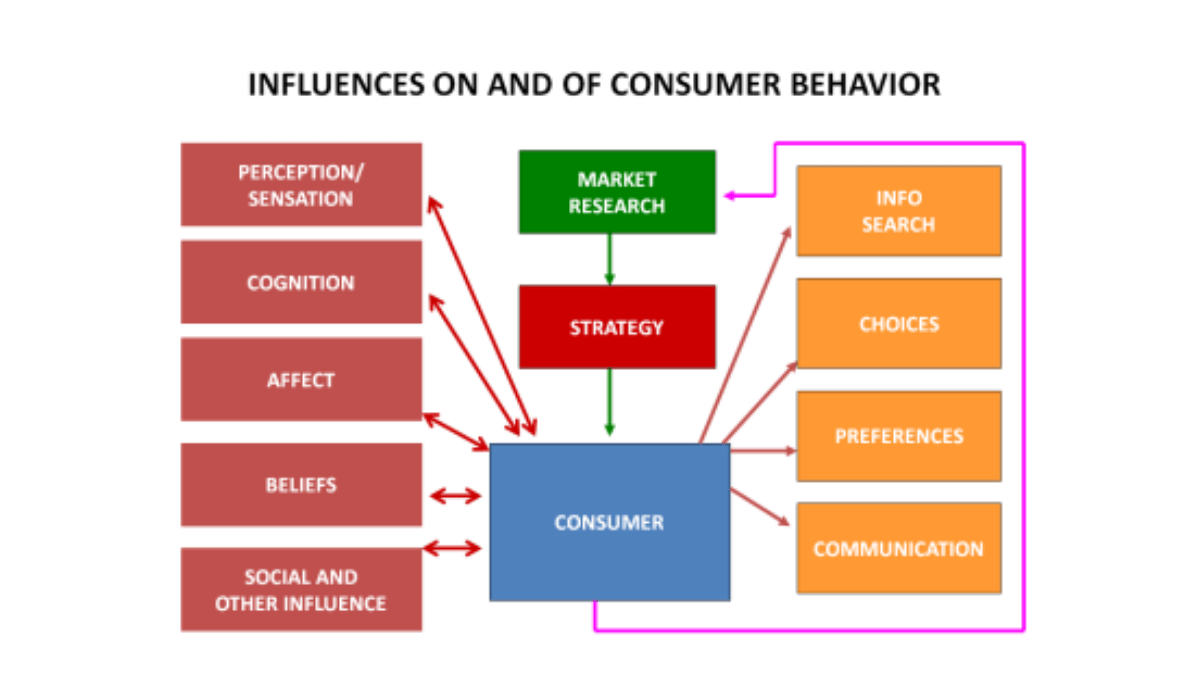 INFLUENCES ON AND OF CONSUMER BEHAVIOR
PERCEPTION/
SENSATION
COGNITION
AFFECT
BELIEFS
SOCIAL AND
OTHER INFLUENCE
MARKET
RESEARCH
STRATEGY
CONSUMER
INFO
SEARCH
CHOICES
PREFERENCES
COMMUNICATION